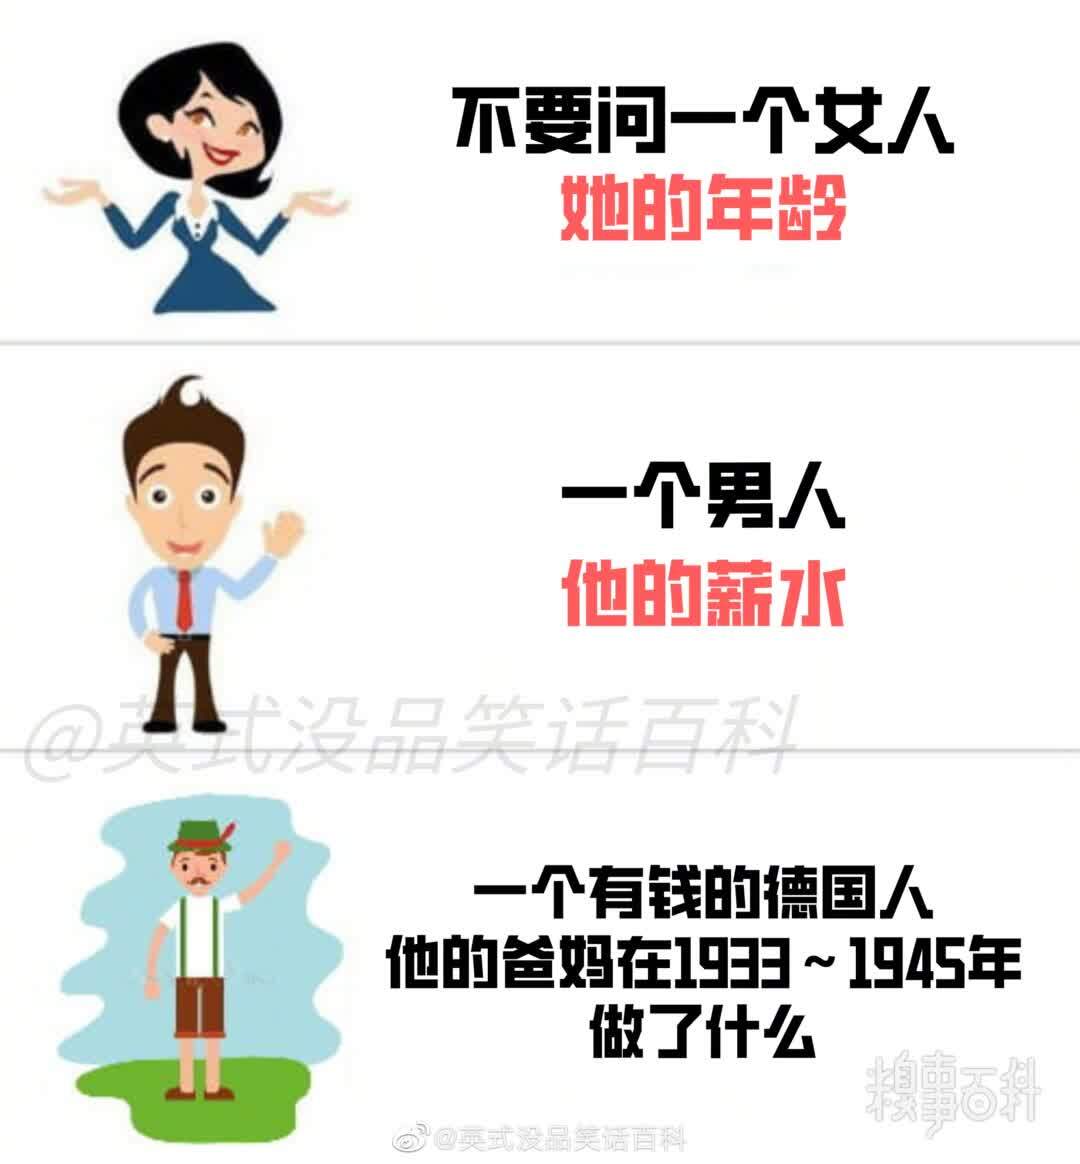 不要问一个女人
她的年龄
一个男人
他的薪水
@英式没品笑话百科
一个有钱的德国人
他的爸妈在1933~1945年
做了什么
糗事百科
@英式没品笑话百科